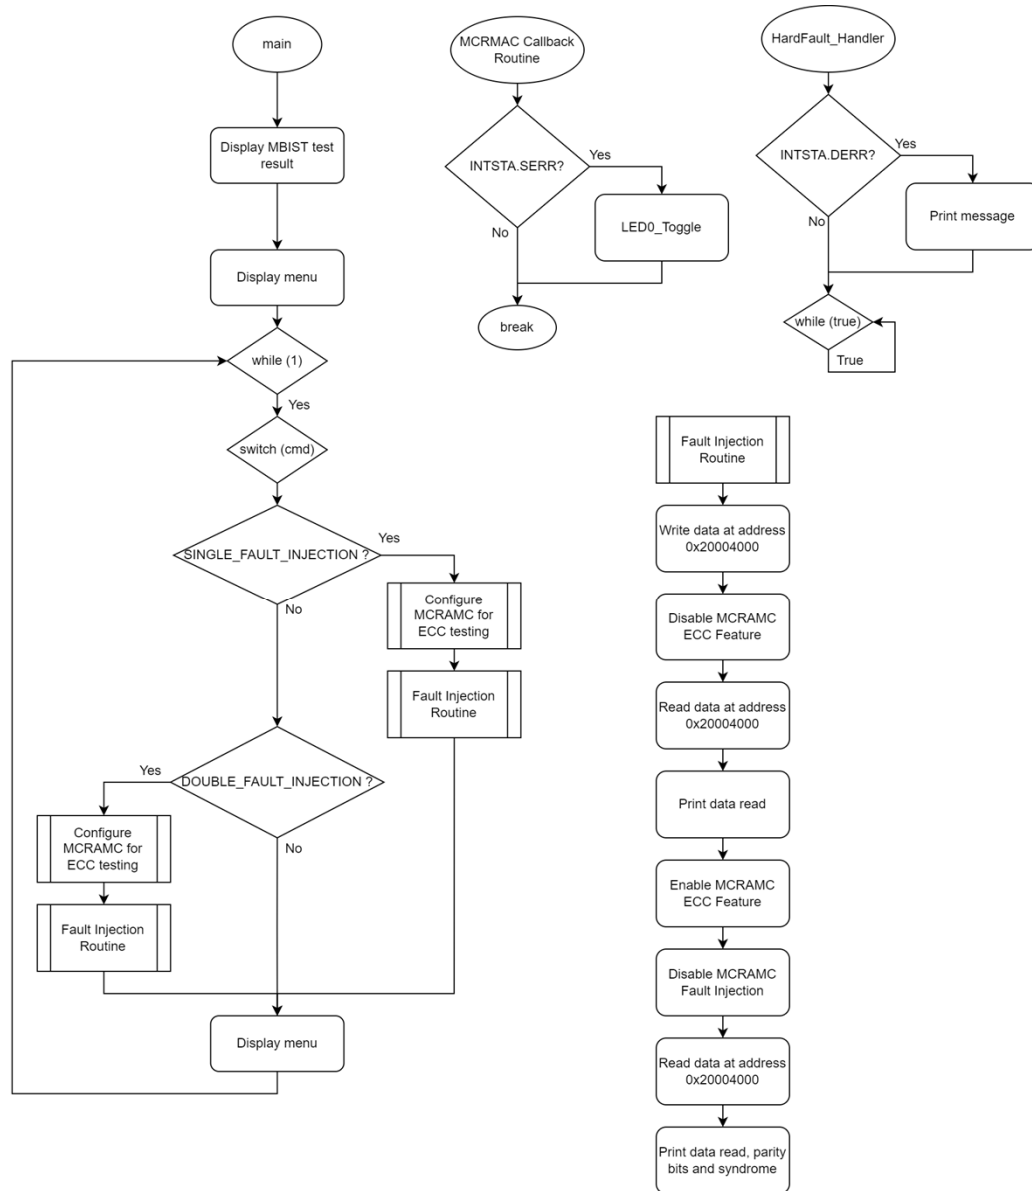 main
Display MBIST test
result
Display menu
while (1)
Yes
switch (cmd)
SINGLE_FAULT_INJECTION ?
Yes
No
Configure
MCRAMC for
ECC testing
Fault Injection
Routine
DOUBLE_FAULT_INJECTION ?
Yes
No
Configure
MCRAMC for
ECC testing
Fault Injection
Routine
Display menu
MCRMAC Callback
Routine
INTSTA.SERR?
Yes
No
LED0_Toggle
break
HardFault_Handler
INTSTA.DERR?
Yes
No
Print message
while (true)
True
Fault Injection
Routine
Write data at address
0x20004000
Disable MCRAMC
ECC Feature
Read data at address
0x20004000
Print data read
Enable MCRAMC
ECC Feature
Disable MCRAMC
Fault Injection
Read data at address
0x20004000
Print data read, parity
bits and syndrome